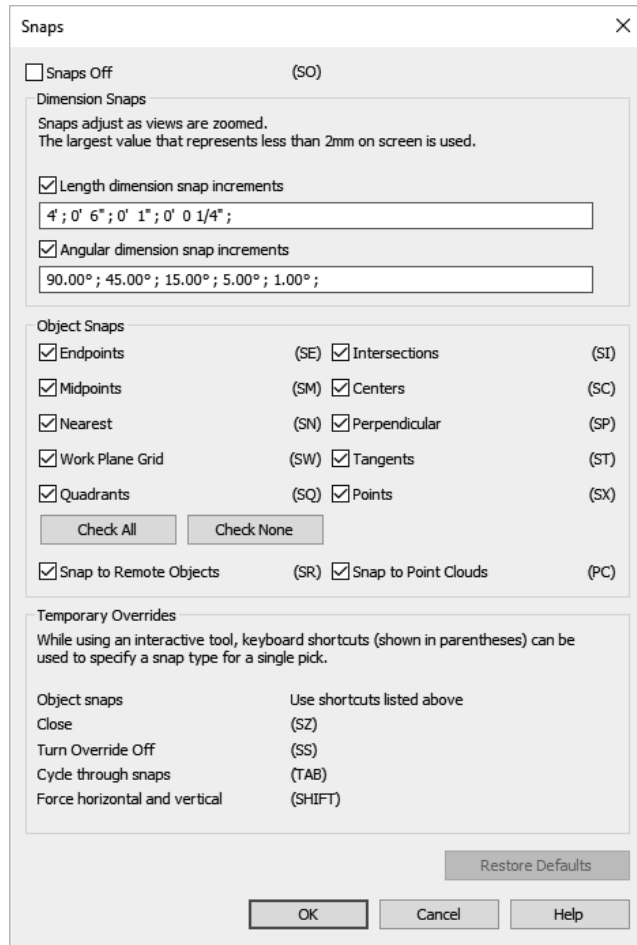 Snaps
Snaps Off (SO)
Dimension Snaps
Snaps adjust as views are zoomed.
The largest value that represents less than 2mm on screen is used.
Length dimension snap increments
4' ; 0'  6" ; 0'  1" ; 0'  0 1/4" ;
Angular dimension snap increments
90.00° ; 45.00° ; 15.00° ; 5.00° ; 1.00° ;
Object Snaps
Endpoints (SE) Intersections (SI)
Midpoints (SM) Centers (SC)
Nearest (SN) Perpendicular (SP)
Work Plane Grid (SW) Tangents (ST)
Quadrants (SQ) Points (SX)
Check All Check None
Snap to Remote Objects (SR) Snap to Point Clouds (PC)
Temporary Overrides
While using an interactive tool, keyboard shortcuts (shown in parentheses) can be
used to specify a snap type for a single pick.
Object snaps Use shortcuts listed above
Close (SZ)
Turn Override Off (SS)
Cycle through snaps (TAB)
Force horizontal and vertical (SHIFT)
Restore Defaults
OK Cancel Help